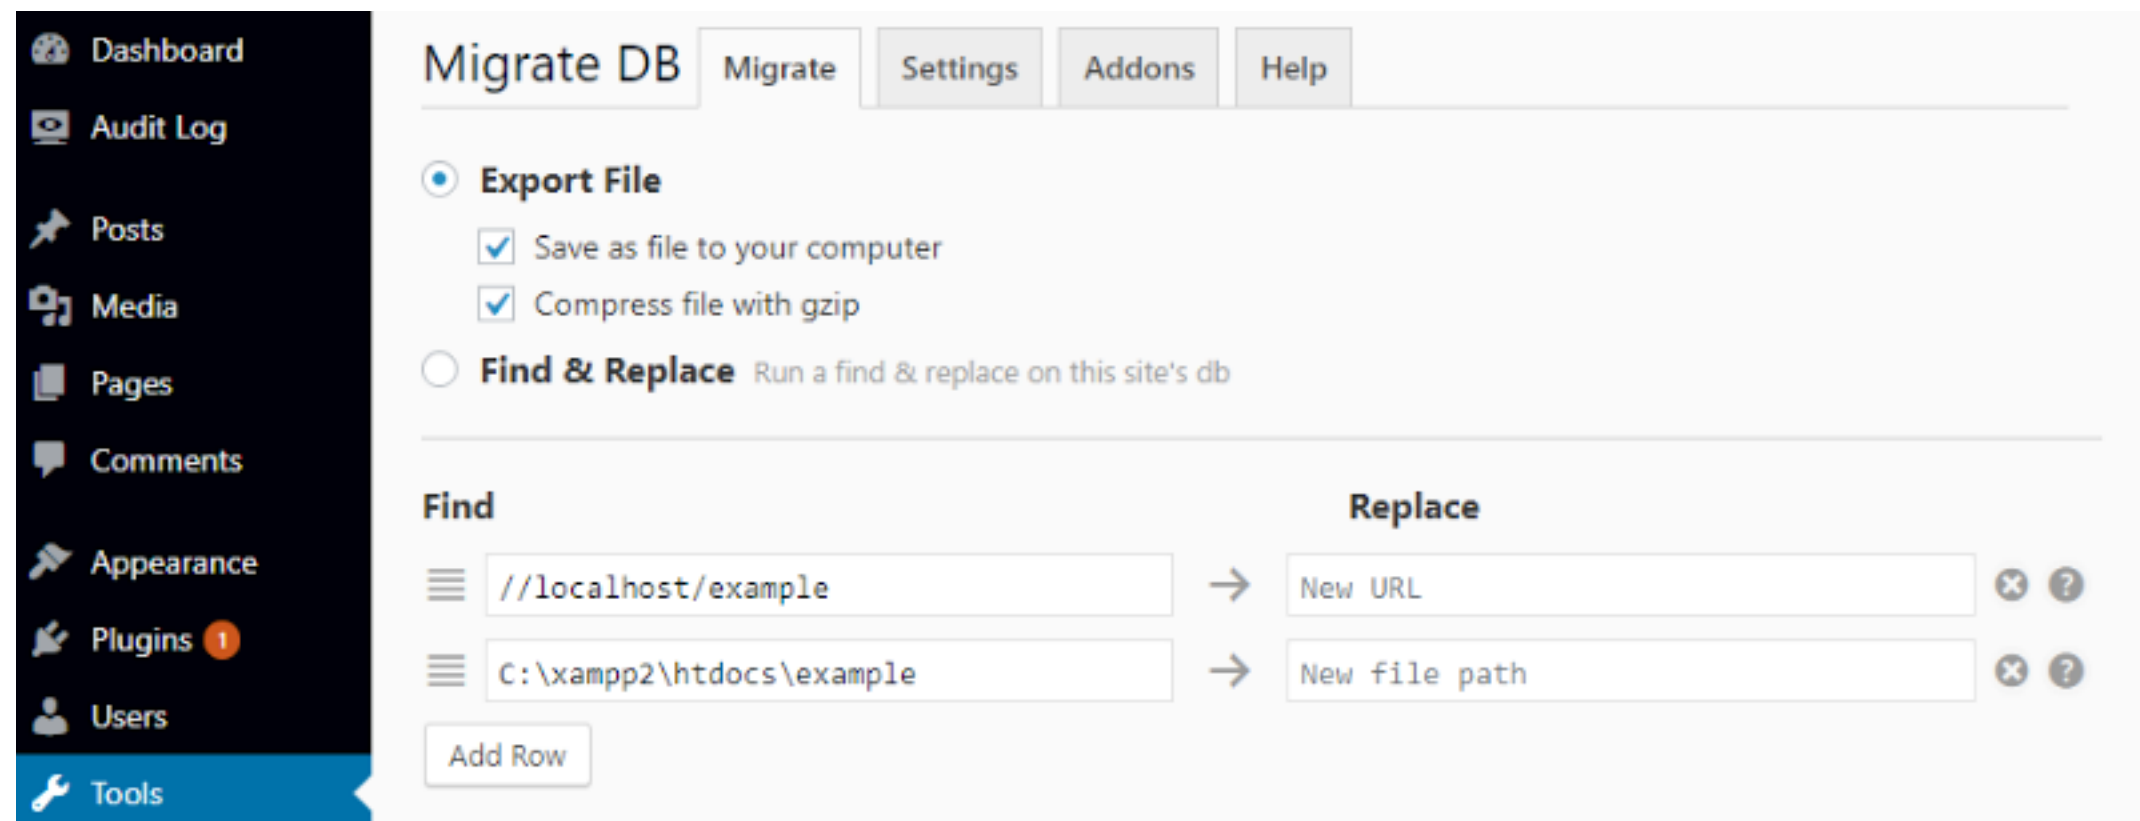 Dashboard
Audit Log
Posts
Media
Pages
Comments
Appearance
Plugins 1
Users
Tools
Migrate DB Migrate Settings Addons Help
Export File
Save as file to your computer
Compress file with gzip
Find & Replace Run a find & replace on this site's db
Find Replace
//localhost/example → New URL
C:\xampp2\htdocs\example → New file path
Add Row